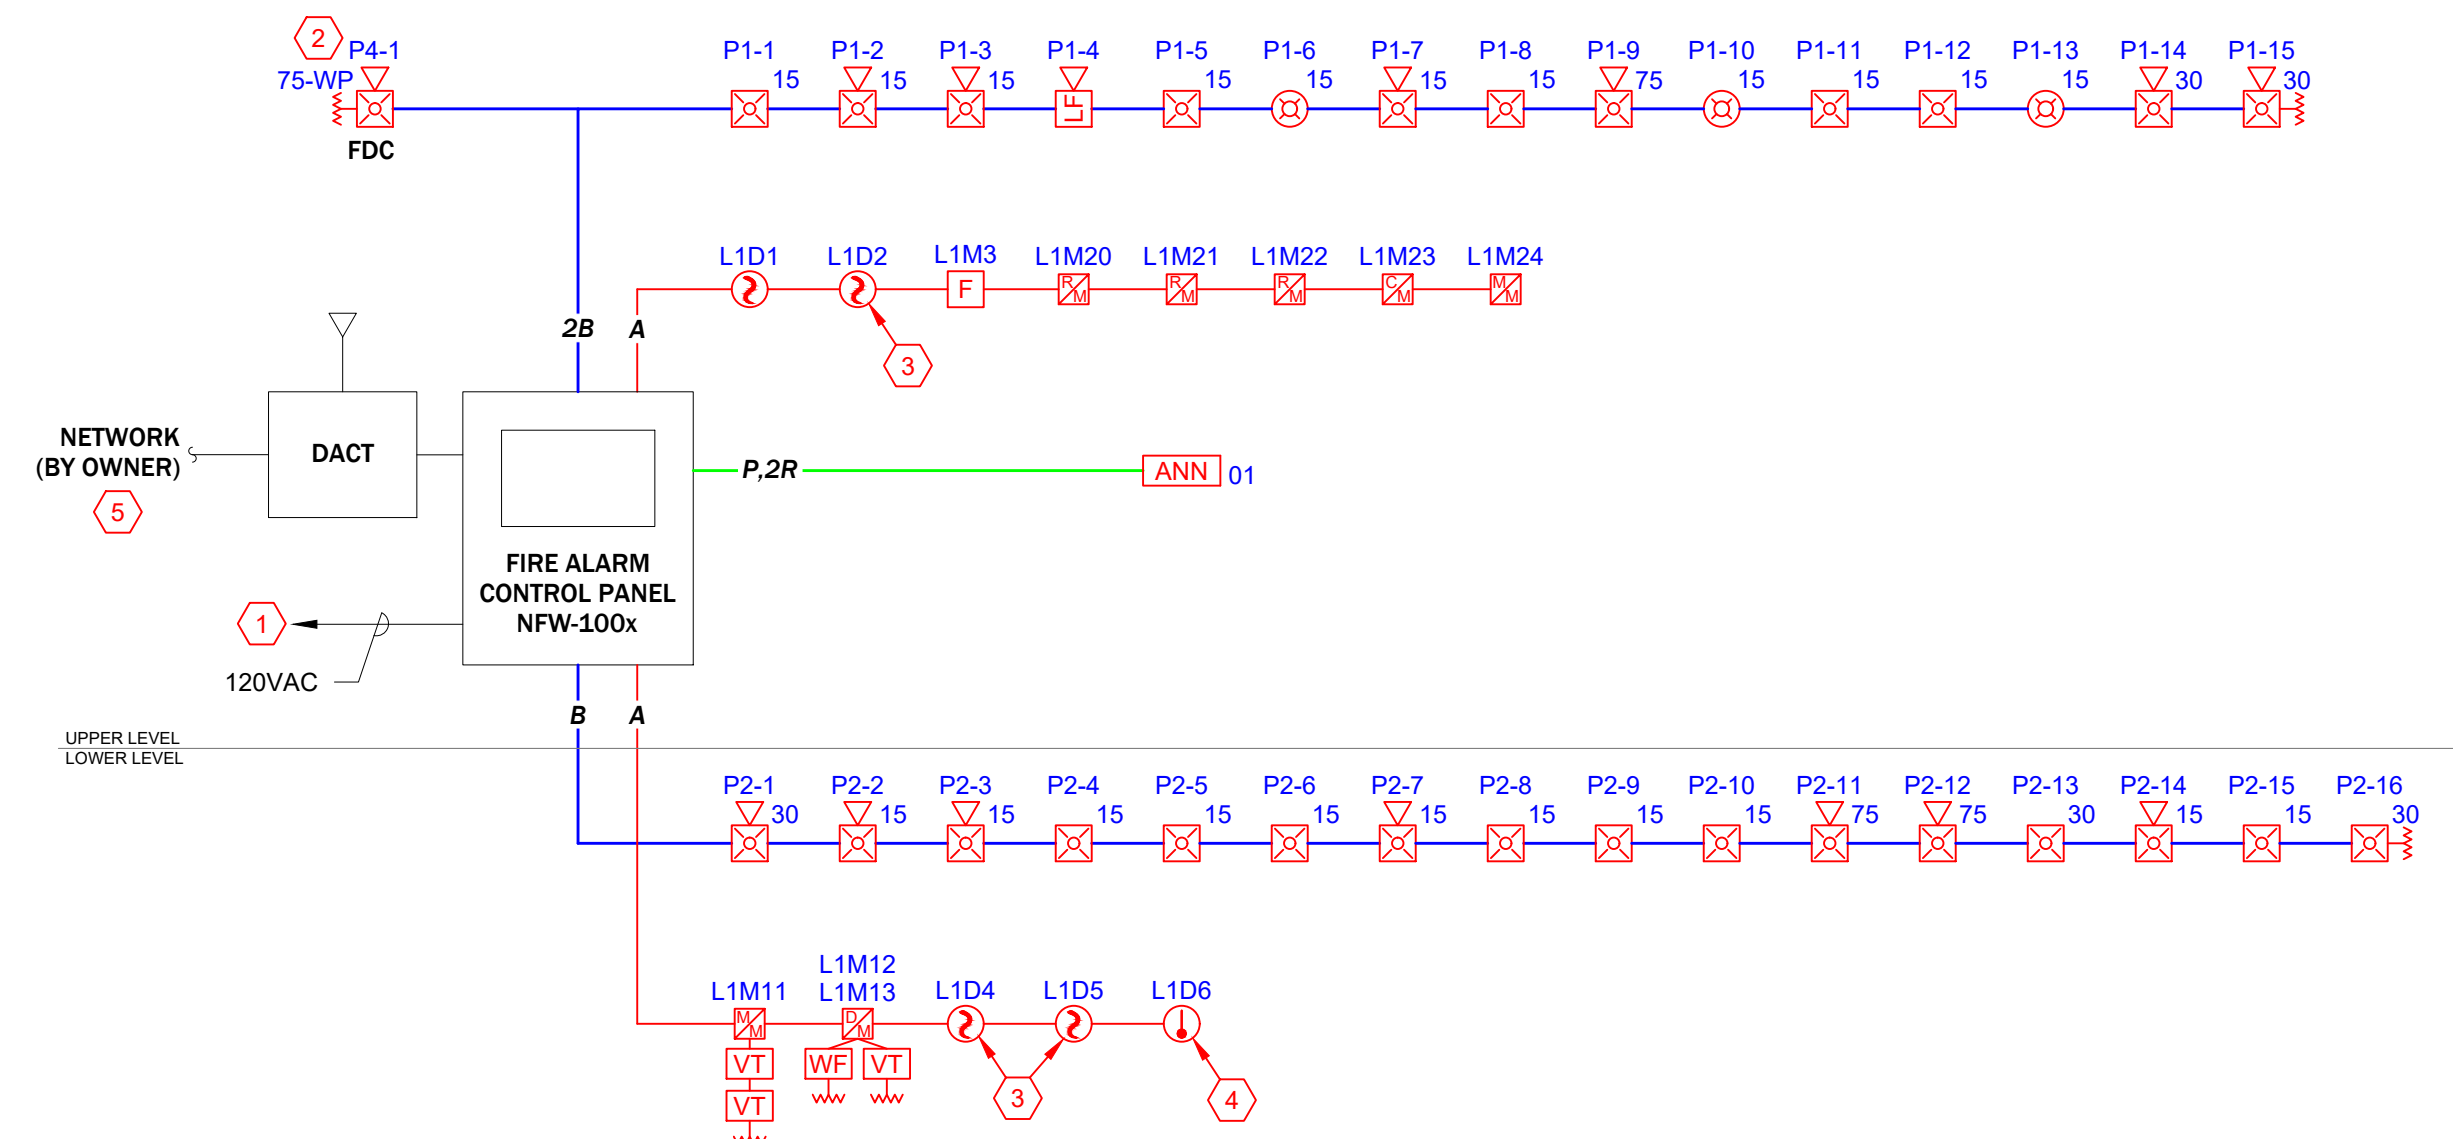 2 P4-1 P1-1 P1-2 P1-3 P1-4 P1-5 P1-6 P1-7 P1-8 P1-9 P1-10 P1-11 P1-12 P1-13 P1-14 P1-15
75-WP 15 15 15 15 15 15 15 75 15 15 15 15 30 30
LF
FDC
L1D1 L1D2 L1M3 L1M20 L1M21 L1M22 L1M23 L1M24
F R/M R/M R/M C/M M/M
2B A
3
NETWORK
(BY OWNER)
5
DACT
P,2R ANN 01
FIRE ALARM
CONTROL PANEL
NFW-100x
1
120VAC
B A
UPPER LEVEL
LOWER LEVEL
P2-1 P2-2 P2-3 P2-4 P2-5 P2-6 P2-7 P2-8 P2-9 P2-10 P2-11 P2-12 P2-13 P2-14 P2-15 P2-16
30 15 15 15 15 15 15 15 15 15 75 75 30 15 15 30
L1M12
L1M11 L1M13 L1D4 L1D5 L1D6
M/M D/M
VT WF VT
VT
3 4